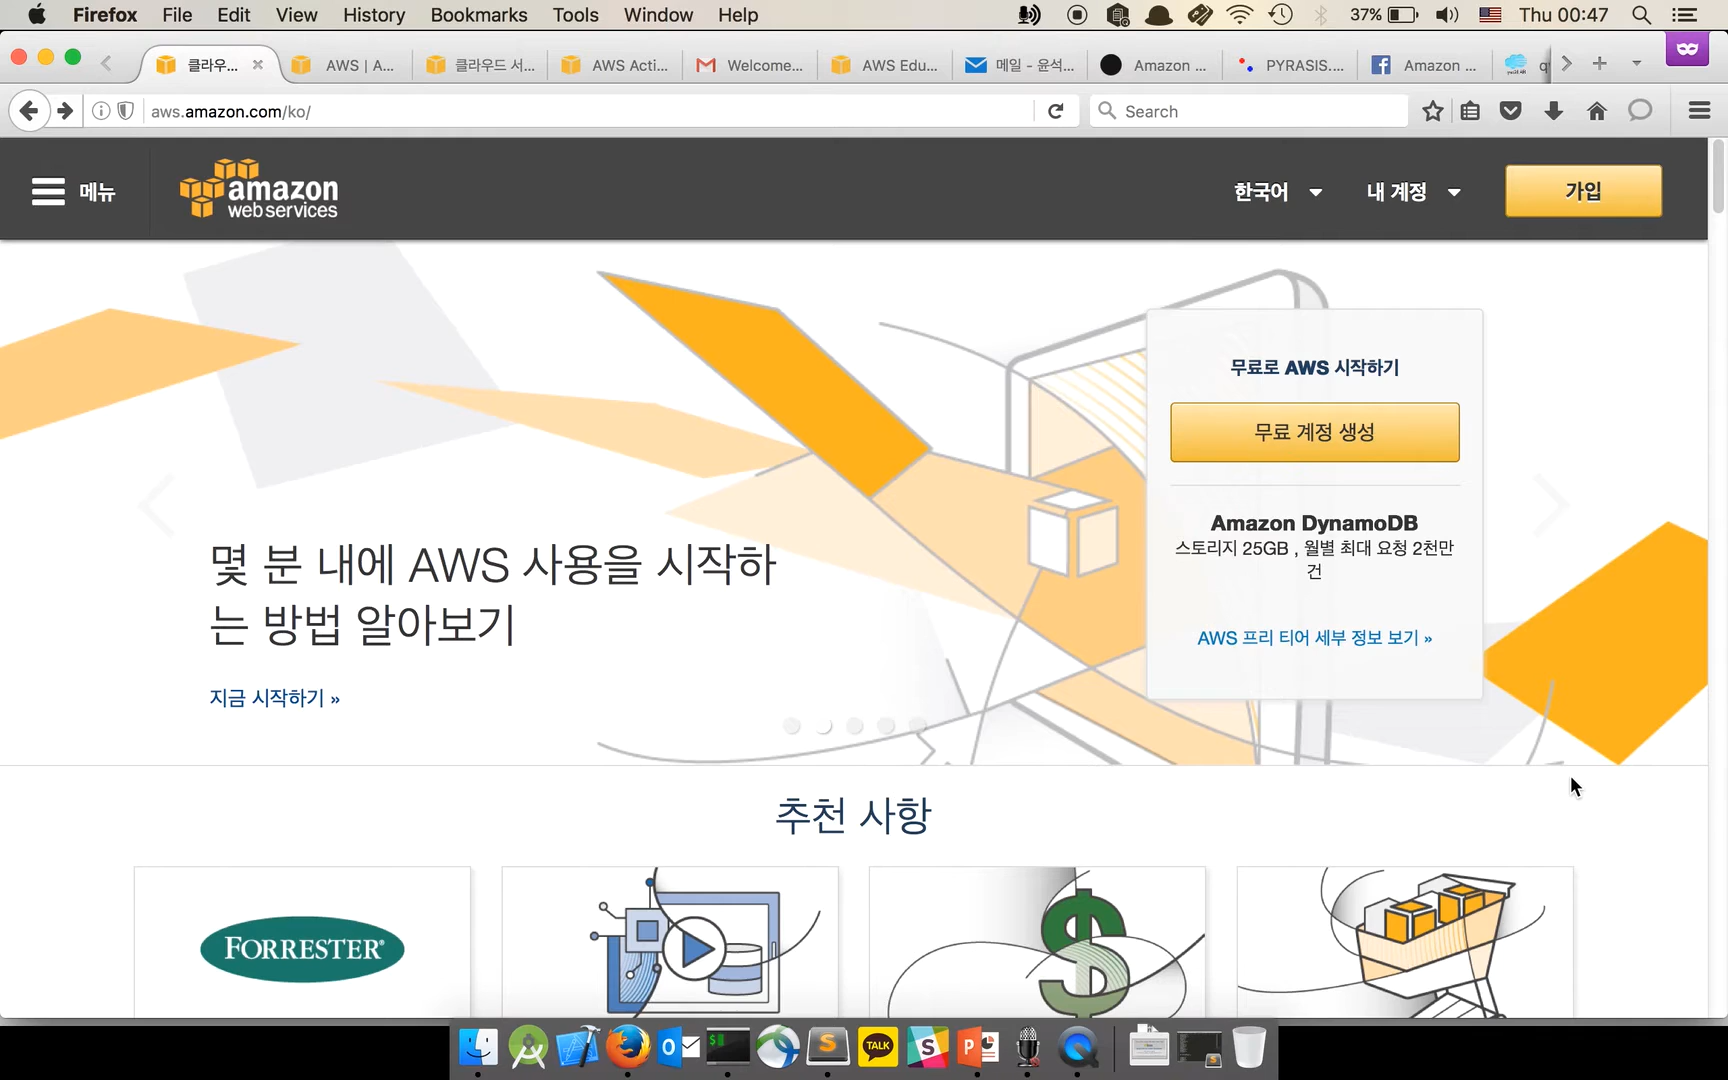 Firefox File Edit View History Bookmarks Tools Window Help 37% Thu 00:47
클라우... AWS | A... 클라우드 서... AWS Acti... Welcome... AWS Edu... 메일 - 윤석... Amazon ... PYRASIS.... Amazon ...
aws.amazon.com/ko/ Search
메뉴 amazon web services 한국어 내 계정 가입
무료로 AWS 시작하기
무료 계정 생성
Amazon DynamoDB
스토리지 25GB , 월별 최대 요청 2천만
건
AWS 프리 티어 세부 정보 보기 »
몇 분 내에 AWS 사용을 시작하
는 방법 알아보기
지금 시작하기 »
추천 사항
FORRESTER®
TALK